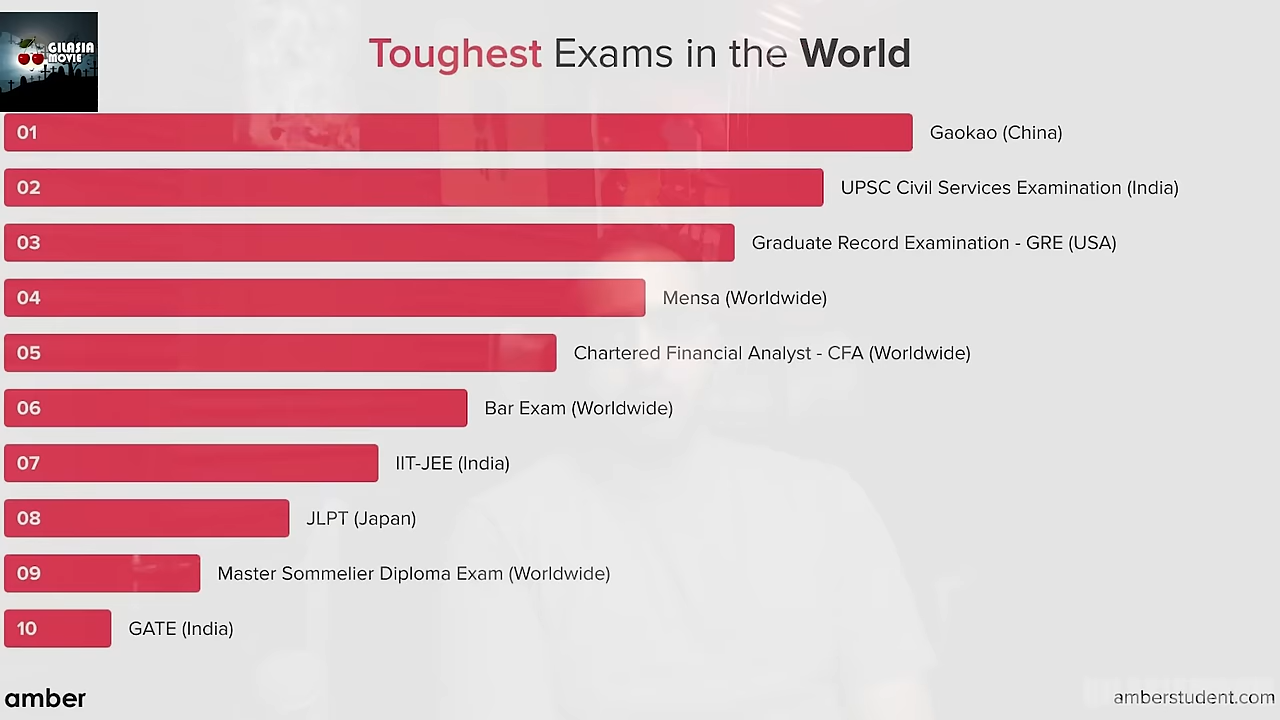 GILASIA
MOVIE
Toughest Exams in the World
01 Gaokao (China)
02 UPSC Civil Services Examination (India)
03 Graduate Record Examination - GRE (USA)
04 Mensa (Worldwide)
05 Chartered Financial Analyst - CFA (Worldwide)
06 Bar Exam (Worldwide)
07 IIT-JEE (India)
08 JLPT (Japan)
09 Master Sommelier Diploma Exam (Worldwide)
10 GATE (India)
amber
amberstudent.com